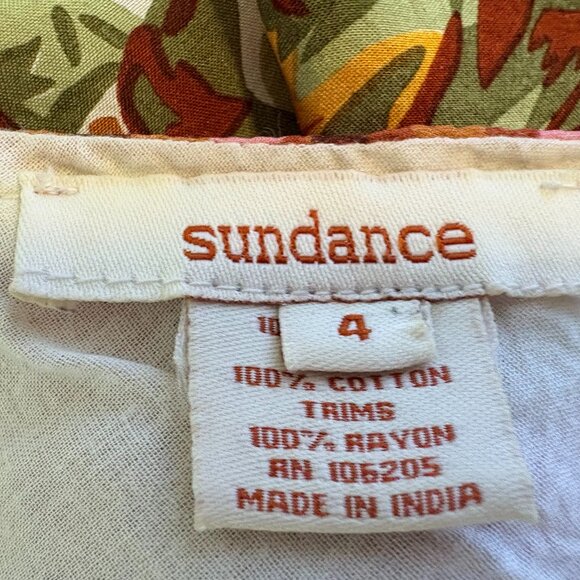 sundance
4
100% COTTON
TRIMS
100% RAYON
RN 106205
MADE IN INDIA